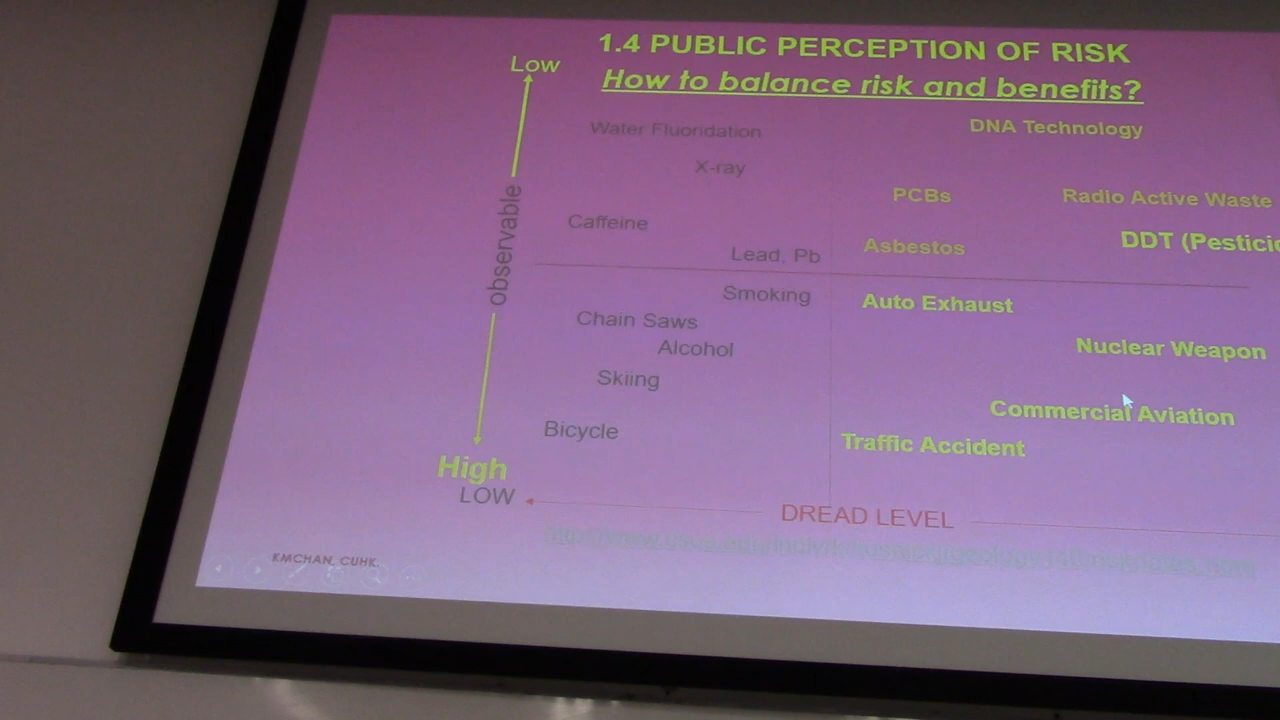 1.4 PUBLIC PERCEPTION OF RISK
Low
How to balance risk and benefits?
Water Fluoridation
DNA Technology
X-ray
PCBs
Radio Active Waste
observable
Caffeine
Lead, Pb
Asbestos
DDT (Pestici
Smoking
Auto Exhaust
Chain Saws
Alcohol
Nuclear Weapon
Skiing
Commercial Aviation
Bicycle
Traffic Accident
High
LOW
DREAD LEVEL
KMCHAN, CUHK.